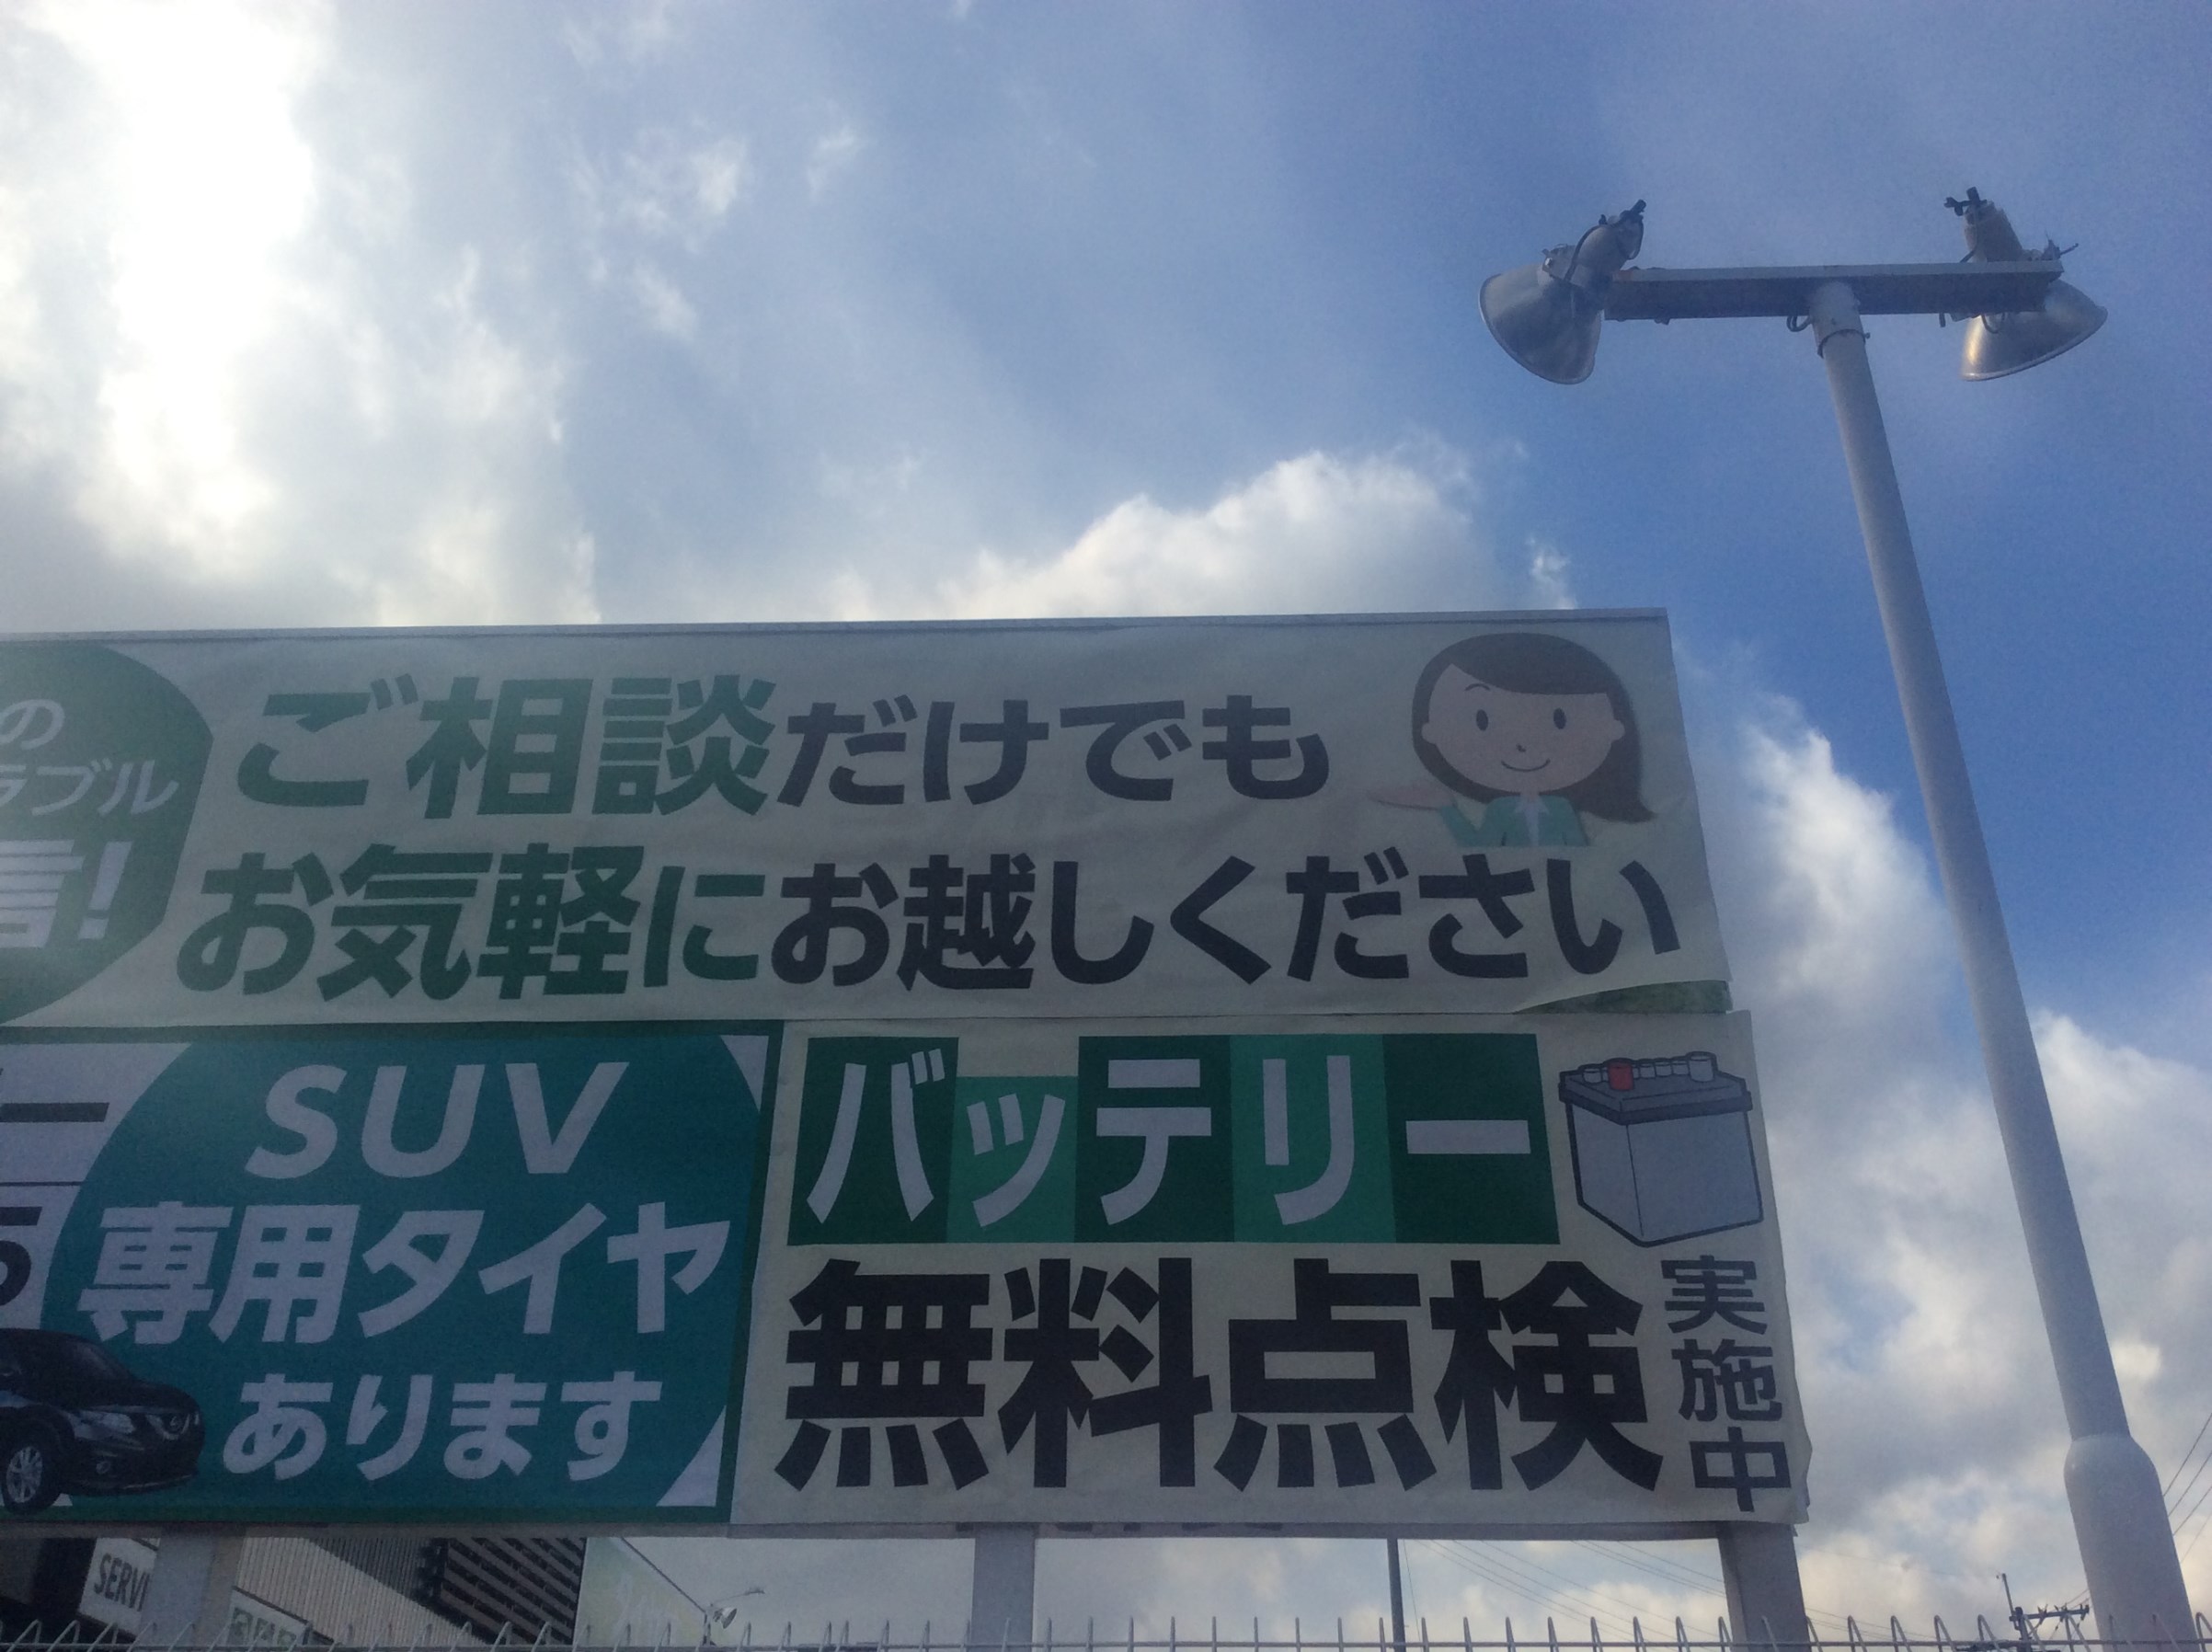 の
ラブル
ご相談だけでも
お気軽にお越しください
SUV
専用タイヤ
あります
バッテリー
無料点検
実施中
5
SERVI